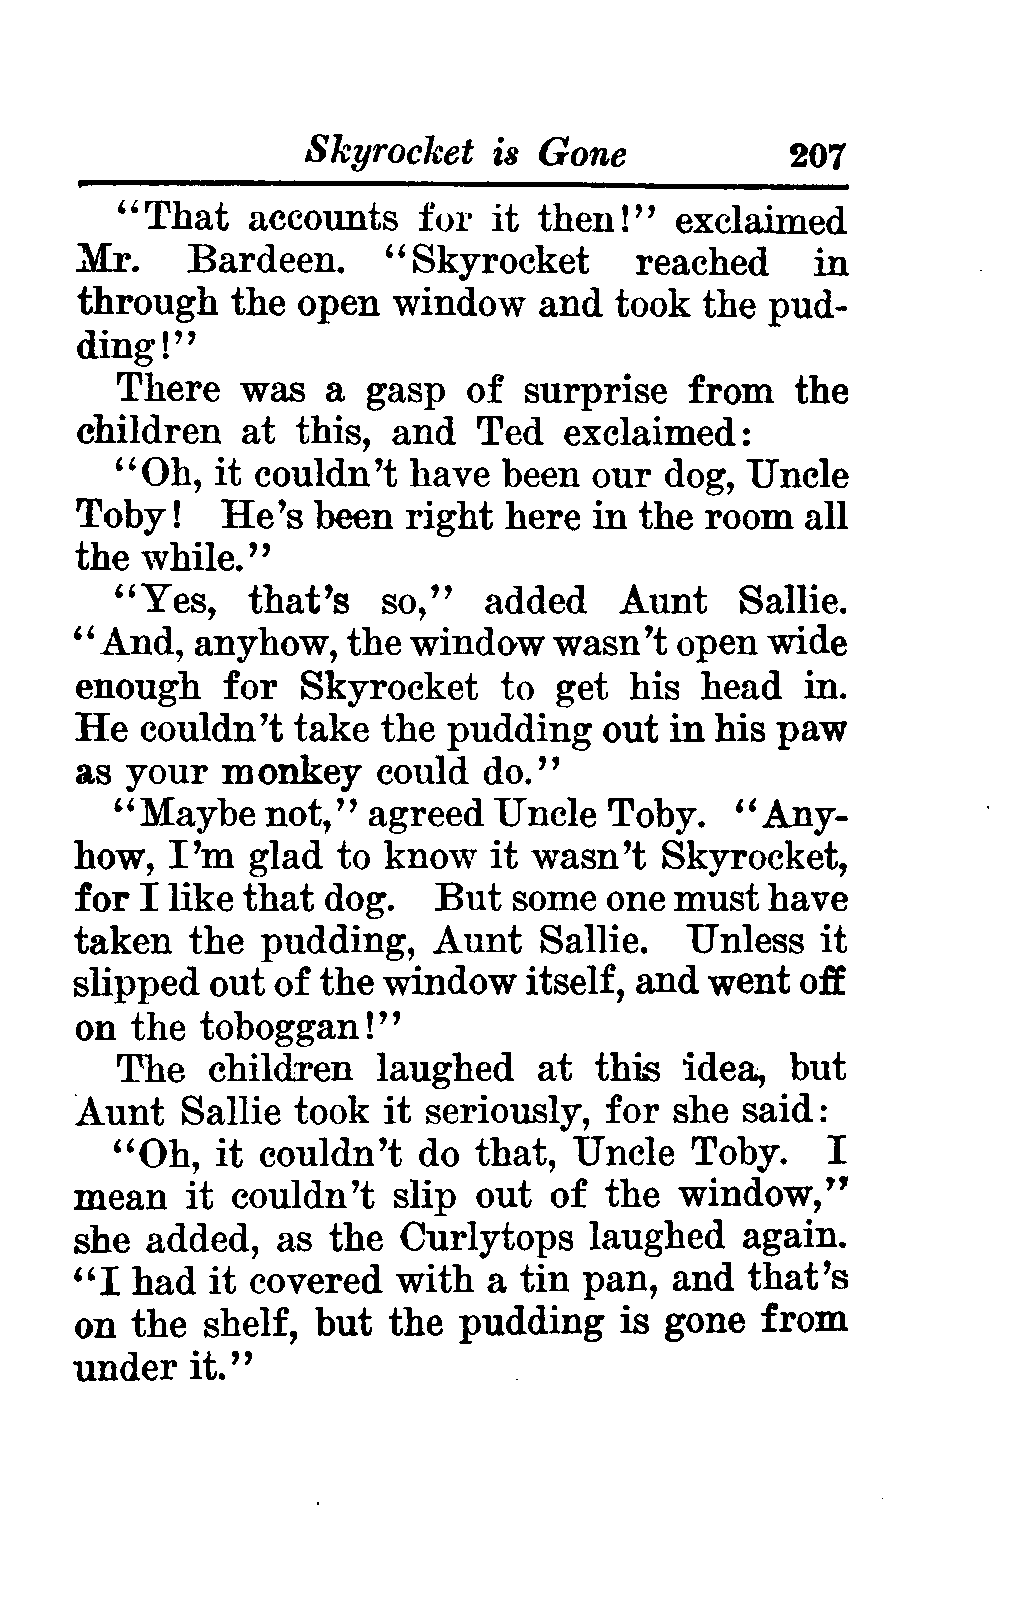 Skyrocket is Gone 207
“That accounts for it then!” exclaimed
Mr. Bardeen. “Skyrocket reached in
through the open window and took the pud-
ding!”
There was a gasp of surprise from the
children at this, and Ted exclaimed:
“Oh, it couldn’t have been our dog, Uncle
Toby! He’s been right here in the room all
the while.”
“Yes, that’s so,” added Aunt Sallie.
“And, anyhow, the window wasn’t open wide
enough for Skyrocket to get his head in.
He couldn’t take the pudding out in his paw
as your monkey could do.”
“Maybe not,” agreed Uncle Toby. “Any-
how, I’m glad to know it wasn’t Skyrocket,
for I like that dog. But some one must have
taken the pudding, Aunt Sallie. Unless it
slipped out of the window itself, and went off
on the toboggan!”
The children laughed at this idea, but
Aunt Sallie took it seriously, for she said:
“Oh, it couldn’t do that, Uncle Toby. I
mean it couldn’t slip out of the window,”
she added, as the Curlytops laughed again.
“I had it covered with a tin pan, and that’s
on the shelf, but the pudding is gone from
under it.”